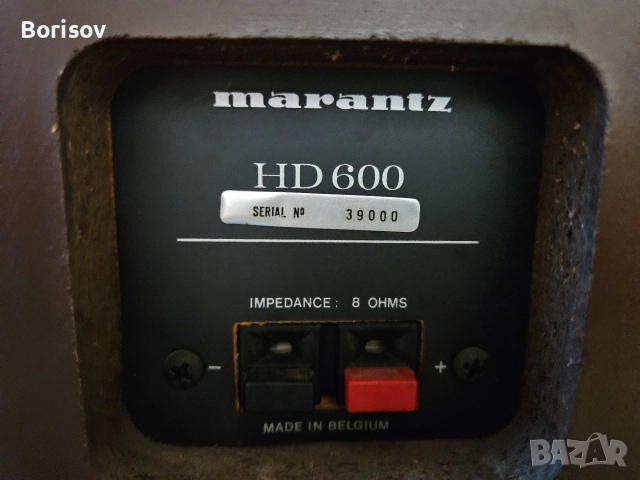 Borisov
marantz
HD 600
SERIAL Nº 39000
IMPEDANCE: 8 OHMS
- +
MADE IN BELGIUM
BAZAR